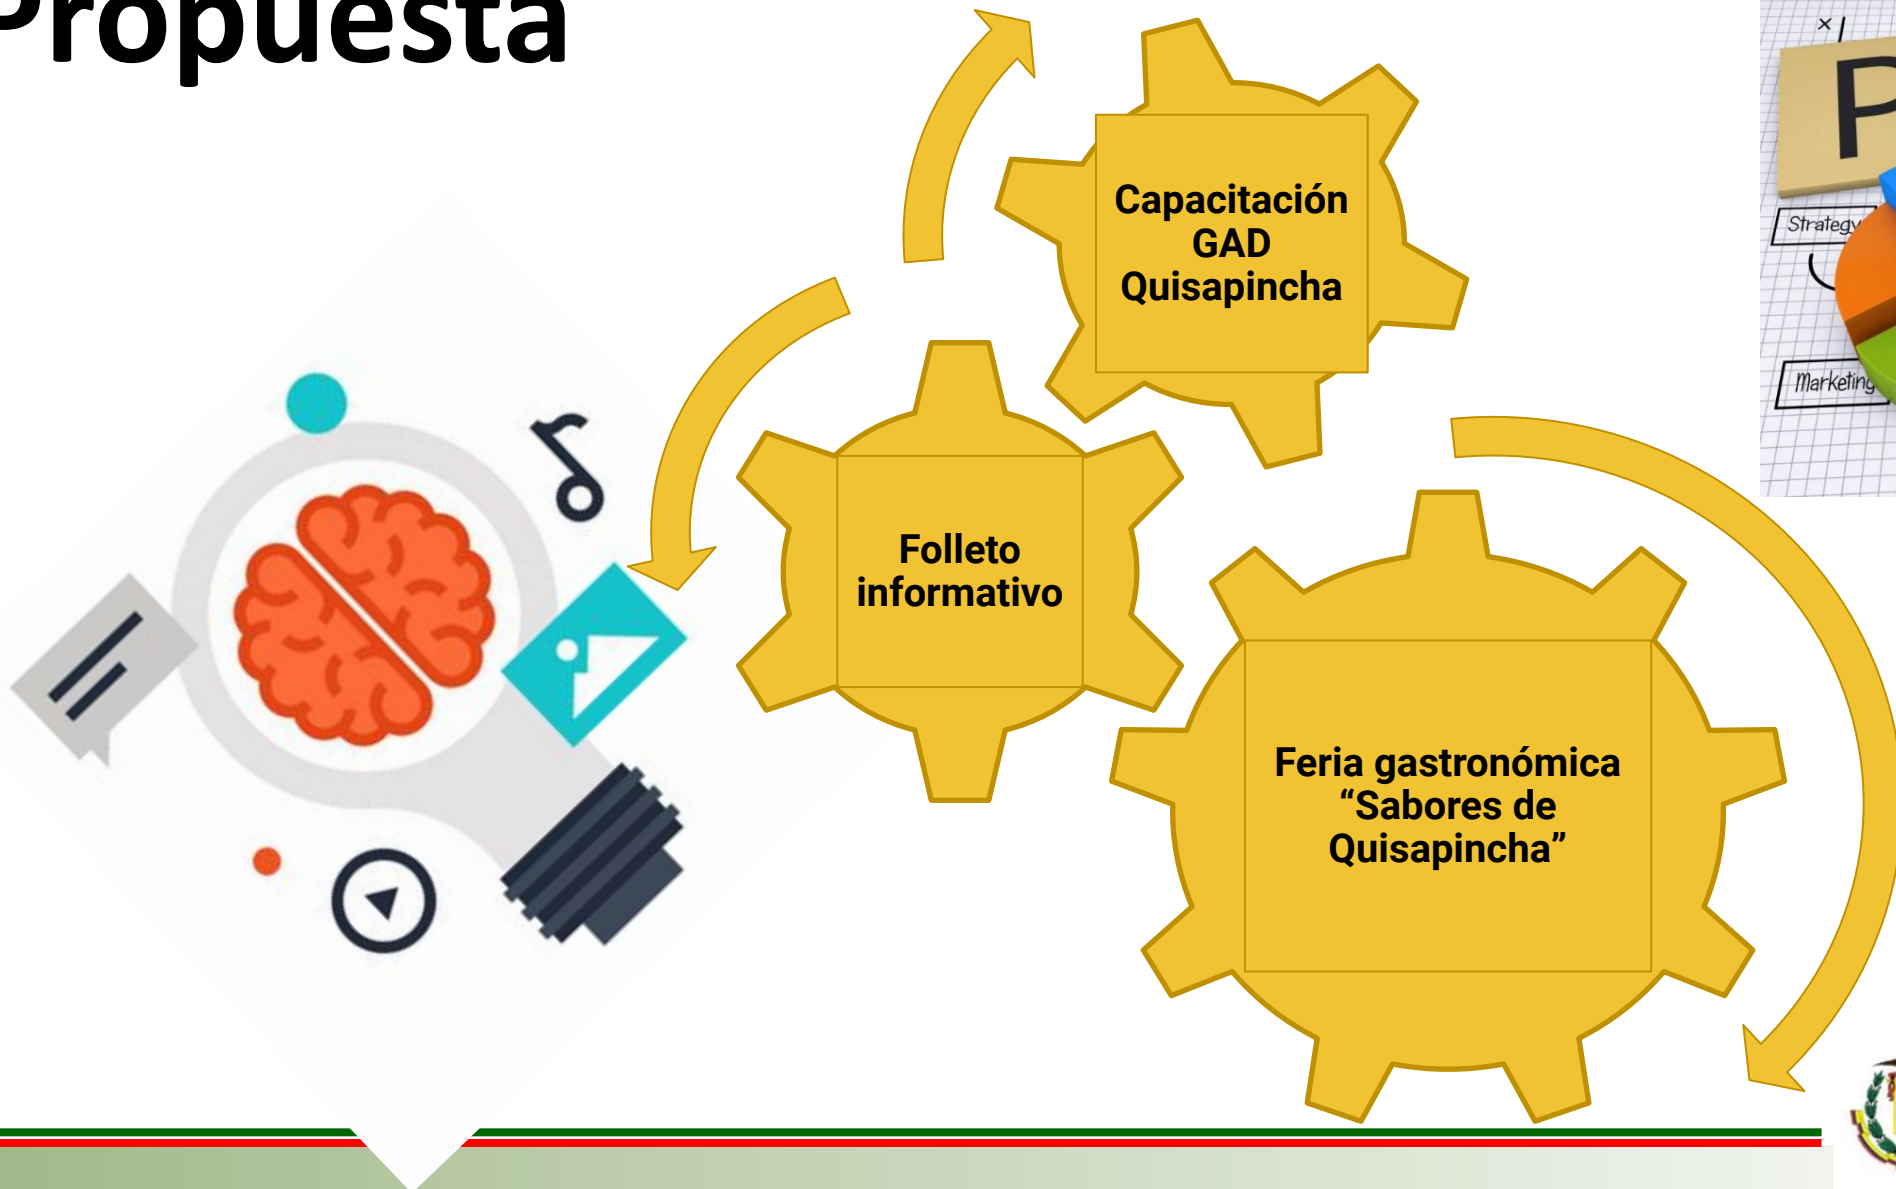 Propuesta
Capacitación
GAD
Quisapincha
Folleto
informativo
Feria gastronómica
“Sabores de
Quisapincha”
P
Strategy
Marketing